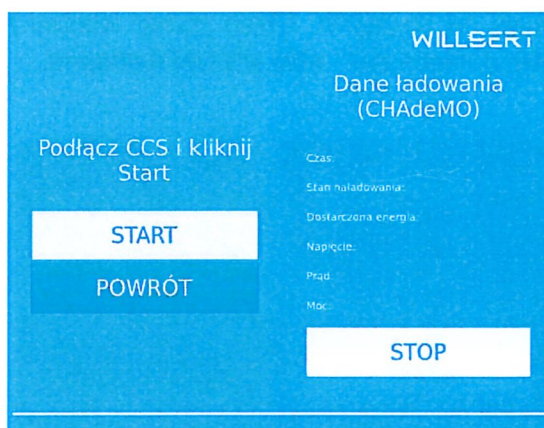 WILLBERT
Podłącz CCS i kliknij
Start
START
POWRÓT
Dane ładowania
(CHAdeMO)
Czas:
Stan naładowania:
Dostarczona energia:
Napięcie:
Prąd:
Moc:
STOP